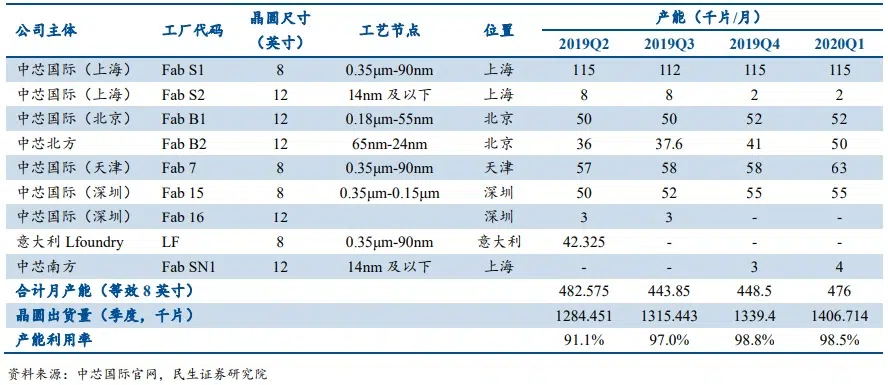 公司主体 工厂代码 晶圆尺寸（英寸） 工艺节点 位置 产能（千片/月）
2019Q2 2019Q3 2019Q4 2020Q1
中芯国际（上海） Fab S1 8 0.35μm-90nm 上海 115 112 115 115
中芯国际（上海） Fab S2 12 14nm 及以下 上海 8 8 2 2
中芯国际（北京） Fab B1 12 0.18μm-55nm 北京 50 50 52 52
中芯北方 Fab B2 12 65nm-24nm 北京 36 37.6 41 50
中芯国际（天津） Fab 7 8 0.35μm-90nm 天津 57 58 58 63
中芯国际（深圳） Fab 15 8 0.35μm-0.15μm 深圳 50 52 55 55
中芯国际（深圳） Fab 16 12 深圳 3 3 - -
意大利 Lfoundry LF 8 0.35μm-90nm 意大利 42.325 - - -
中芯南方 Fab SN1 12 14nm 及以下 上海 - - 3 4
合计月产能（等效 8 英寸） 482.575 443.85 448.5 476
晶圆出货量（季度，千片） 1284.451 1315.443 1339.4 1406.714
产能利用率 91.1% 97.0% 98.8% 98.5%
资料来源：中芯国际官网，民生证券研究院